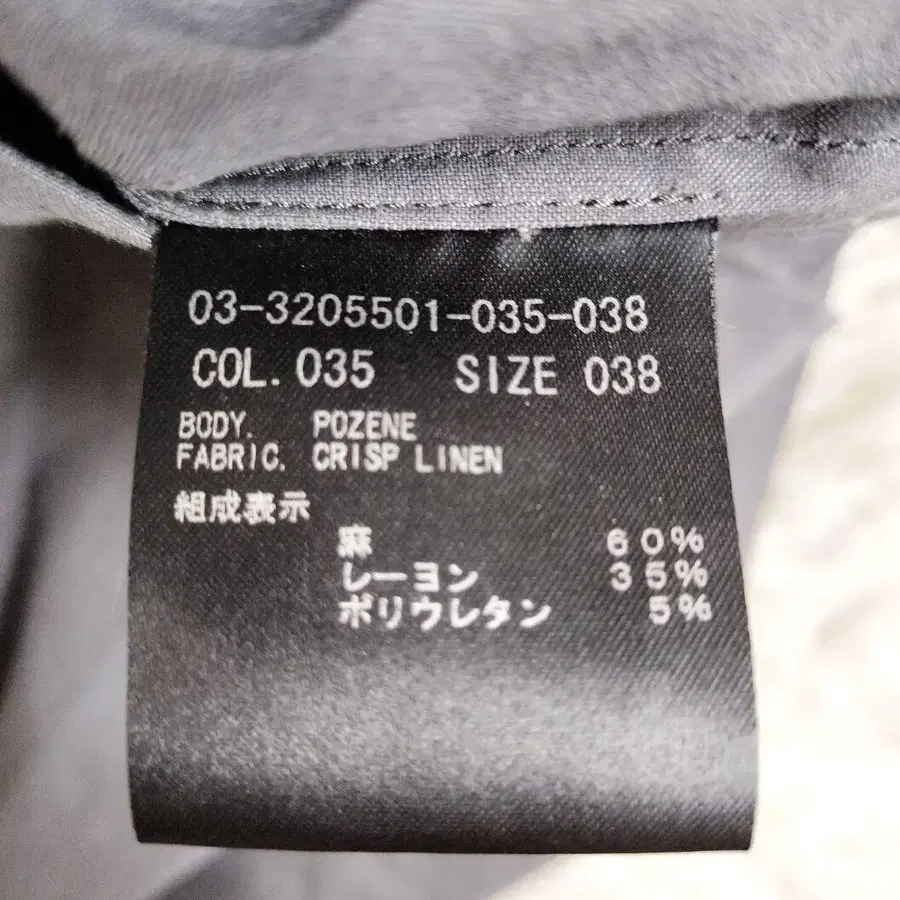 03-3205501-035-038
COL. 035 SIZE 038
BODY. POZENE
FABRIC. CRISP LINEN
組成表示
麻 60%
レーヨン 35%
ポリウレタン 5%